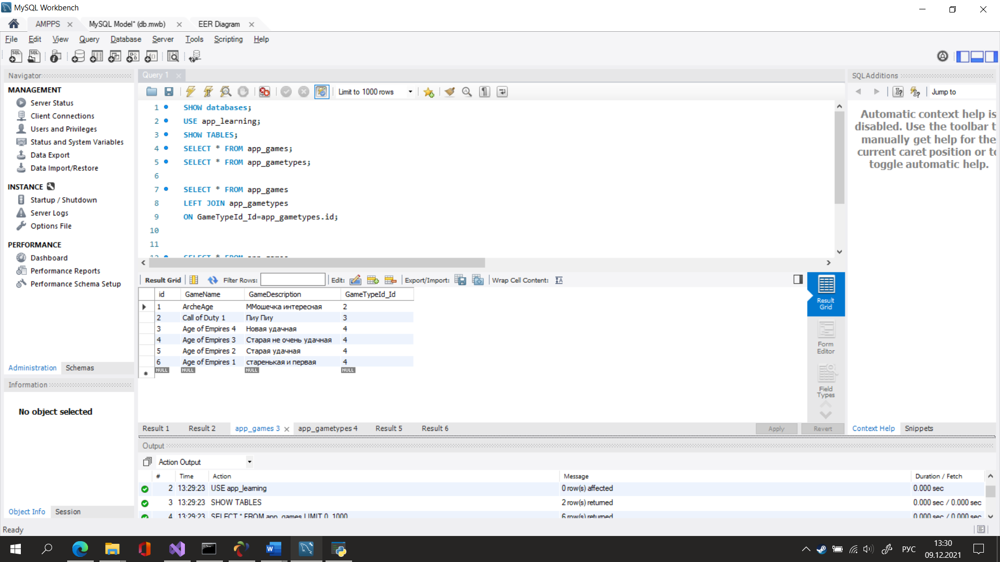 MySQL Workbench
AMPPS
MySQL Model* (db.mwb)
EER Diagram
File Edit View Query Database Server Tools Scripting Help
Navigator
MANAGEMENT
Server Status
Client Connections
Users and Privileges
Status and System Variables
Data Export
Data Import/Restore
INSTANCE
Startup / Shutdown
Server Logs
Options File
PERFORMANCE
Dashboard
Performance Reports
Performance Schema Setup
Administration Schemas
Information
No object selected
Object Info Session
Query 1
Limit to 1000 rows
1 SHOW databases;
2 USE app_learning;
3 SHOW TABLES;
4 SELECT * FROM app_games;
5 SELECT * FROM app_gametypes;
6
7 SELECT * FROM app_games
8 LEFT JOIN app_gametypes
9 ON GameTypeId_Id=app_gametypes.id;
10
11
12 SELECT * FROM app_games
Result Grid Filter Rows: Edit: Export/Import: Wrap Cell Content:
id GameName GameDescription GameTypeId_Id
1 ArcheAge ММошечка интересная 2
2 Call of Duty 1 Пиу Пиу 3
3 Age of Empires 4 Новая удачная 4
4 Age of Empires 3 Старая не очень удачная 4
5 Age of Empires 2 Старая удачная 4
6 Age of Empires 1 старенькая и первая 4
NULL NULL NULL NULL
Result Grid
Form Editor
Field Types
Result 1 Result 2 app_games 3 app_gametypes 4 Result 5 Result 6
Apply Revert
SQLAdditions
Jump to
Automatic context help is
disabled. Use the toolbar t
manually get help for the
current caret position or to
toggle automatic help.
Context Help Snippets
Output
Action Output
# Time Action Message Duration / Fetch
2 13:29:23 USE app_learning 0 row(s) affected 0.000 sec
3 13:29:23 SHOW TABLES 2 row(s) returned 0.000 sec / 0.000 sec
4 13:29:23 SELECT * FROM app_games LIMIT 0, 1000 6 row(s) returned 0.000 sec / 0.000 sec
Ready
РУС
13:30
09.12.2021